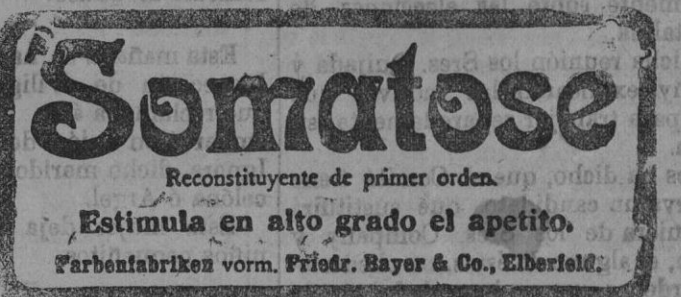 Somatose
Reconstituyente de primer orden.
Estimula en alto grado el apetito.
Farbenfabriken vorm. Friedr. Bayer & Co., Elberfeld.